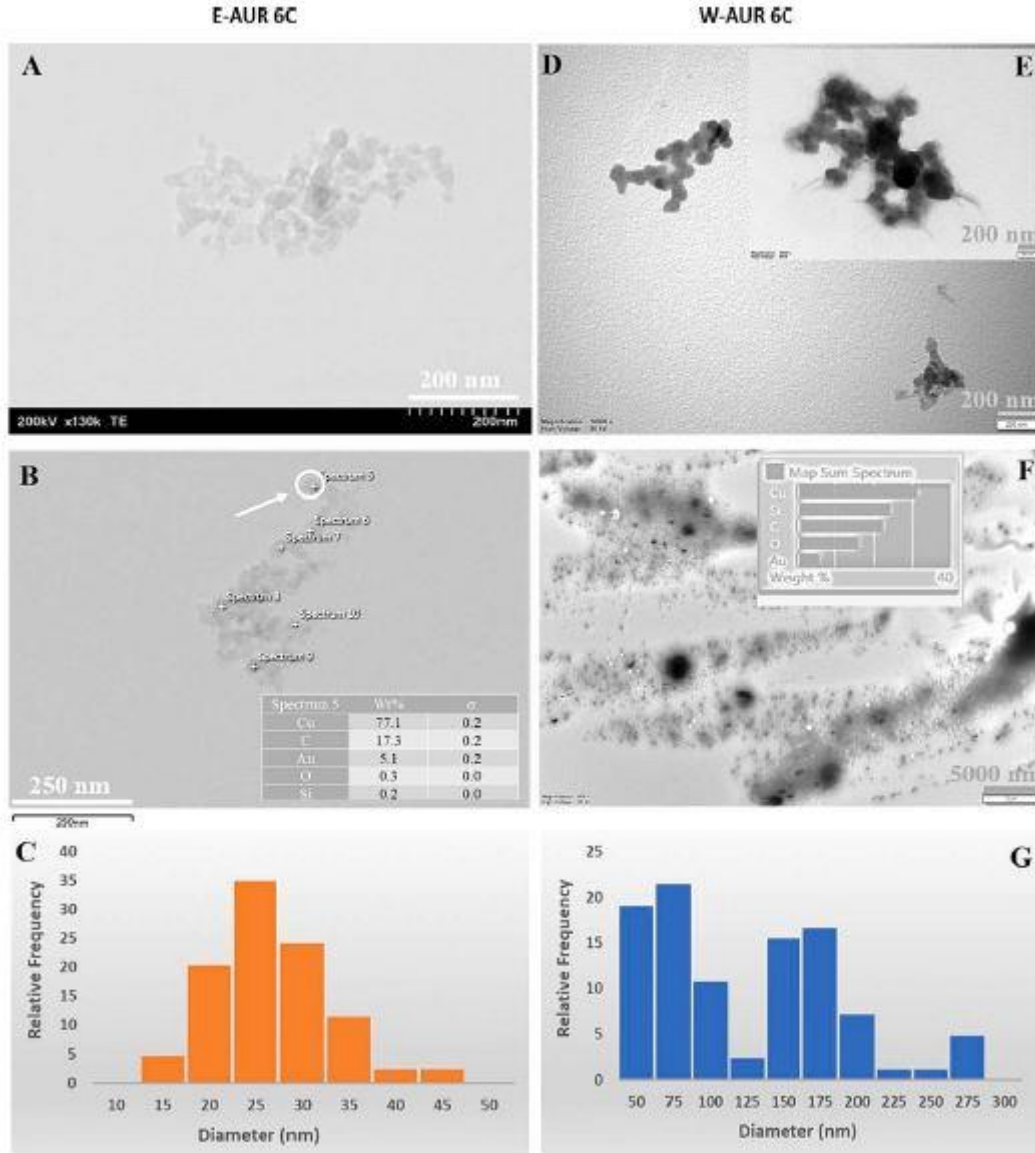 E-AUR 6C
W-AUR 6C
A
200 nm
200kV x130k TE
200nm
D
E
200 nm
200 nm
B
Spectrum 5
Spectrum 6
Spectrum 7
Spectrum 8
Spectrum 10
Spectrum 9
Spectrum 5 Wt% σ
Cu 77.1 0.2
C 17.3 0.2
Au 5.1 0.2
O 0.3 0.0
Si 0.2 0.0
250 nm
F
Map Sum Spectrum
Cu
Si
C
O
Au
Weight % 40
5000 nm
C
Relative Frequency
40
35
30
25
20
15
10
5
0
10 15 20 25 30 35 40 45 50
Diameter (nm)
G
Relative Frequency
25
20
15
10
5
0
50 75 100 125 150 175 200 225 250 275 300
Diameter (nm)